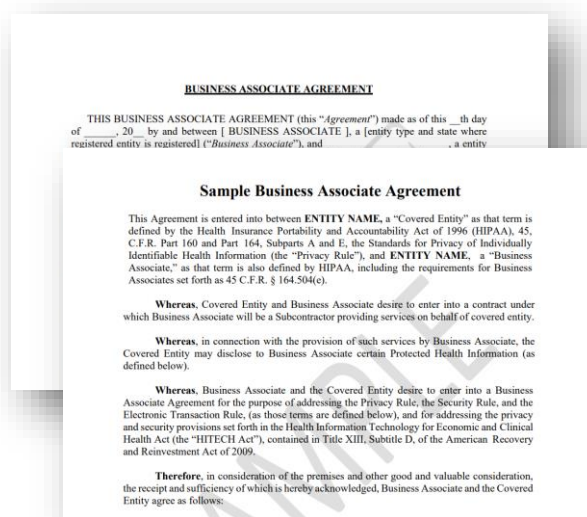 BUSINESS ASSOCIATE AGREEMENT
THIS BUSINESS ASSOCIATE AGREEMENT (this “Agreement”) made as of this __th day
of ______, 20__ by and between [ BUSINESS ASSOCIATE ], a [entity type and state where
registered entity is registered] (“Business Associate”), and ____________________, a entity
Sample Business Associate Agreement
This Agreement is entered into between ENTITY NAME, a “Covered Entity” as that term is
defined by the Health Insurance Portability and Accountability Act of 1996 (HIPAA), 45,
C.F.R. Part 160 and Part 164, Subparts A and E, the Standards for Privacy of Individually
Identifiable Health Information (the “Privacy Rule”), and ENTITY NAME, a “Business
Associate,” as that term is also defined by HIPAA, including the requirements for Business
Associates set forth as 45 C.F.R. § 164.504(e).
Whereas, Covered Entity and Business Associate desire to enter into a contract under
which Business Associate will be a Subcontractor providing services on behalf of covered entity.
Whereas, in connection with the provision of such services by Business Associate, the
Covered Entity may disclose to Business Associate certain Protected Health Information (as
defined below).
Whereas, Business Associate and the Covered Entity desire to enter into a Business
Associate Agreement for the purpose of addressing the Privacy Rule, the Security Rule, and the
Electronic Transaction Rule, (as those terms are defined below), and for addressing the privacy
and security provisions set forth in the Health Information Technology for Economic and Clinical
Health Act (the “HITECH Act”), contained in Title XIII, Subtitle D, of the American Recovery
and Reinvestment Act of 2009.
Therefore, in consideration of the premises and other good and valuable consideration,
the receipt and sufficiency of which is hereby acknowledged, Business Associate and the Covered
Entity agree as follows: